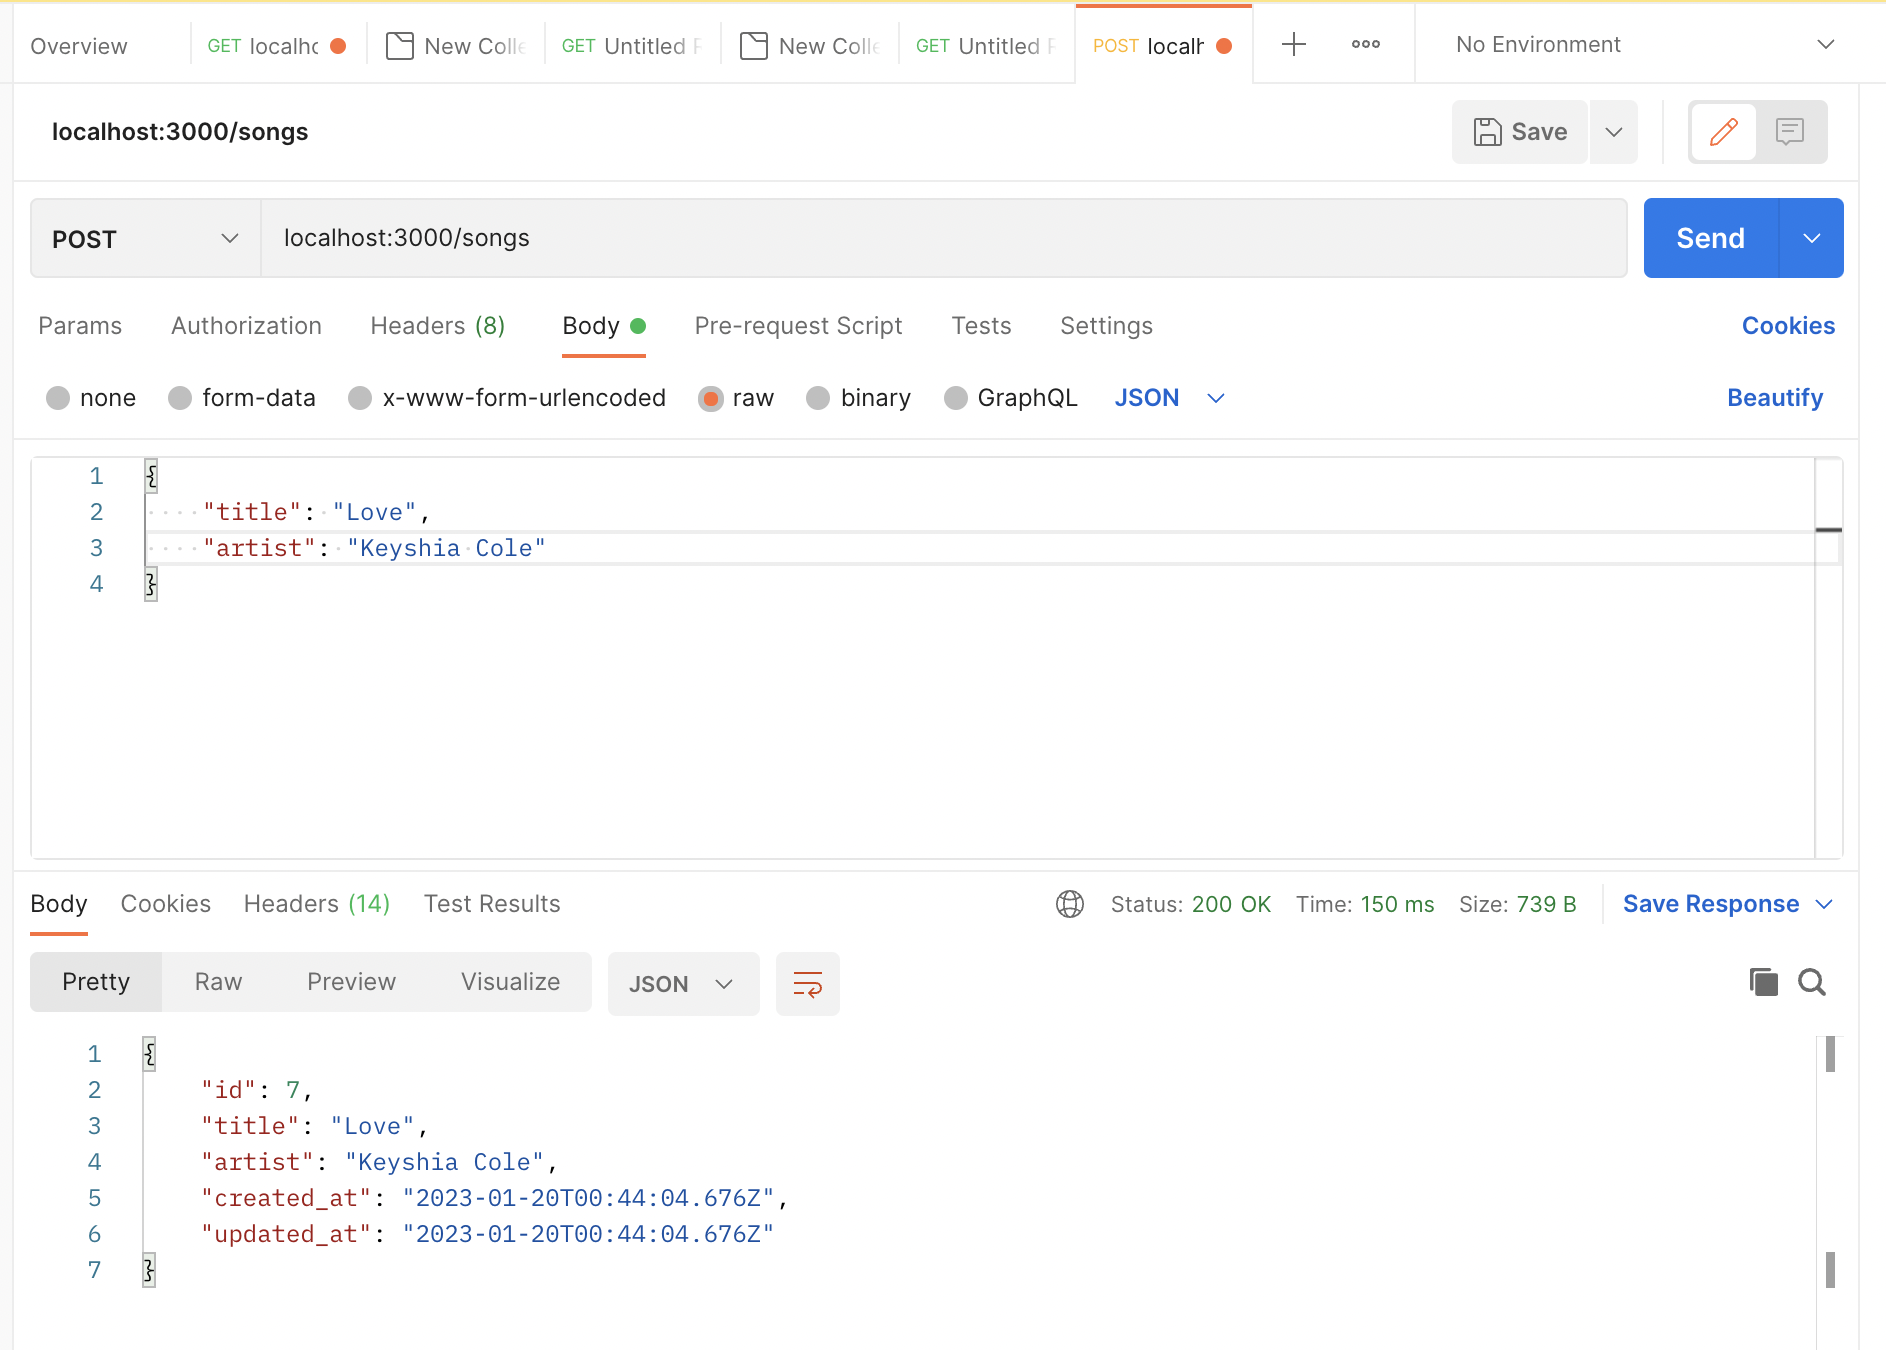 Overview GET localhc New Colle GET Untitled R New Colle GET Untitled R POST localh No Environment
localhost:3000/songs Save
POST localhost:3000/songs Send
Params Authorization Headers (8) Body Pre-request Script Tests Settings Cookies
none form-data x-www-form-urlencoded raw binary GraphQL JSON Beautify
1 {
2 "title": "Love",
3 "artist": "Keyshia Cole"
4 }
Body Cookies Headers (14) Test Results Status: 200 OK Time: 150 ms Size: 739 B Save Response
Pretty Raw Preview Visualize JSON
1 {
2 "id": 7,
3 "title": "Love",
4 "artist": "Keyshia Cole",
5 "created_at": "2023-01-20T00:44:04.676Z",
6 "updated_at": "2023-01-20T00:44:04.676Z"
7 }